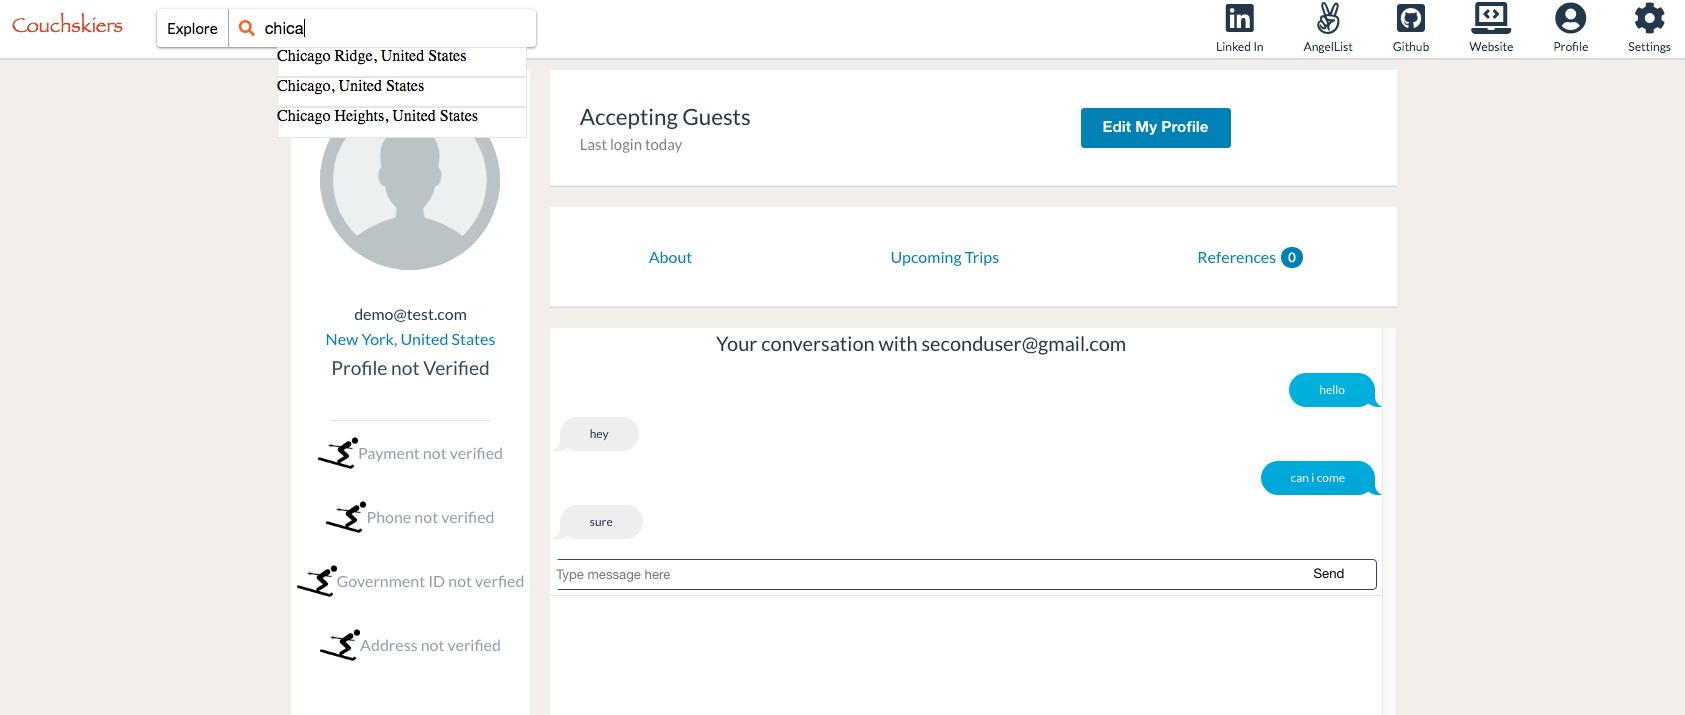 Couchskiers
Explore
chica
Linked In
AngelList
Github
Website
Profile
Settings
Chicago Ridge, United States
Chicago, United States
Chicago Heights, United States
Accepting Guests
Last login today
Edit My Profile
About
Upcoming Trips
References 0
demo@test.com
New York, United States
Profile not Verified
Payment not verified
Phone not verified
Government ID not verfied
Address not verified
Your conversation with seconduser@gmail.com
hello
hey
can i come
sure
Type message here
Send